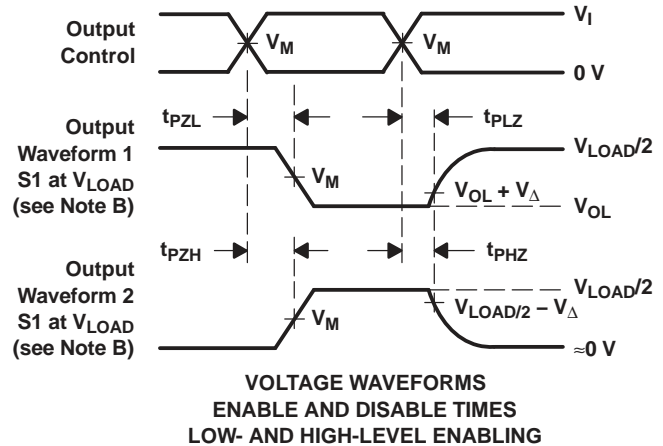 Output
Control
V_M
V_M
V_I
0 V
t_PZL
t_PLZ
Output
Waveform 1
S1 at V_LOAD
(see Note B)
V_M
V_LOAD/2
V_OL + V_Δ
V_OL
t_PZH
t_PHZ
Output
Waveform 2
S1 at V_LOAD
(see Note B)
V_M
V_LOAD/2
V_LOAD/2 – V_Δ
≈0 V
VOLTAGE WAVEFORMS
ENABLE AND DISABLE TIMES
LOW- AND HIGH-LEVEL ENABLING